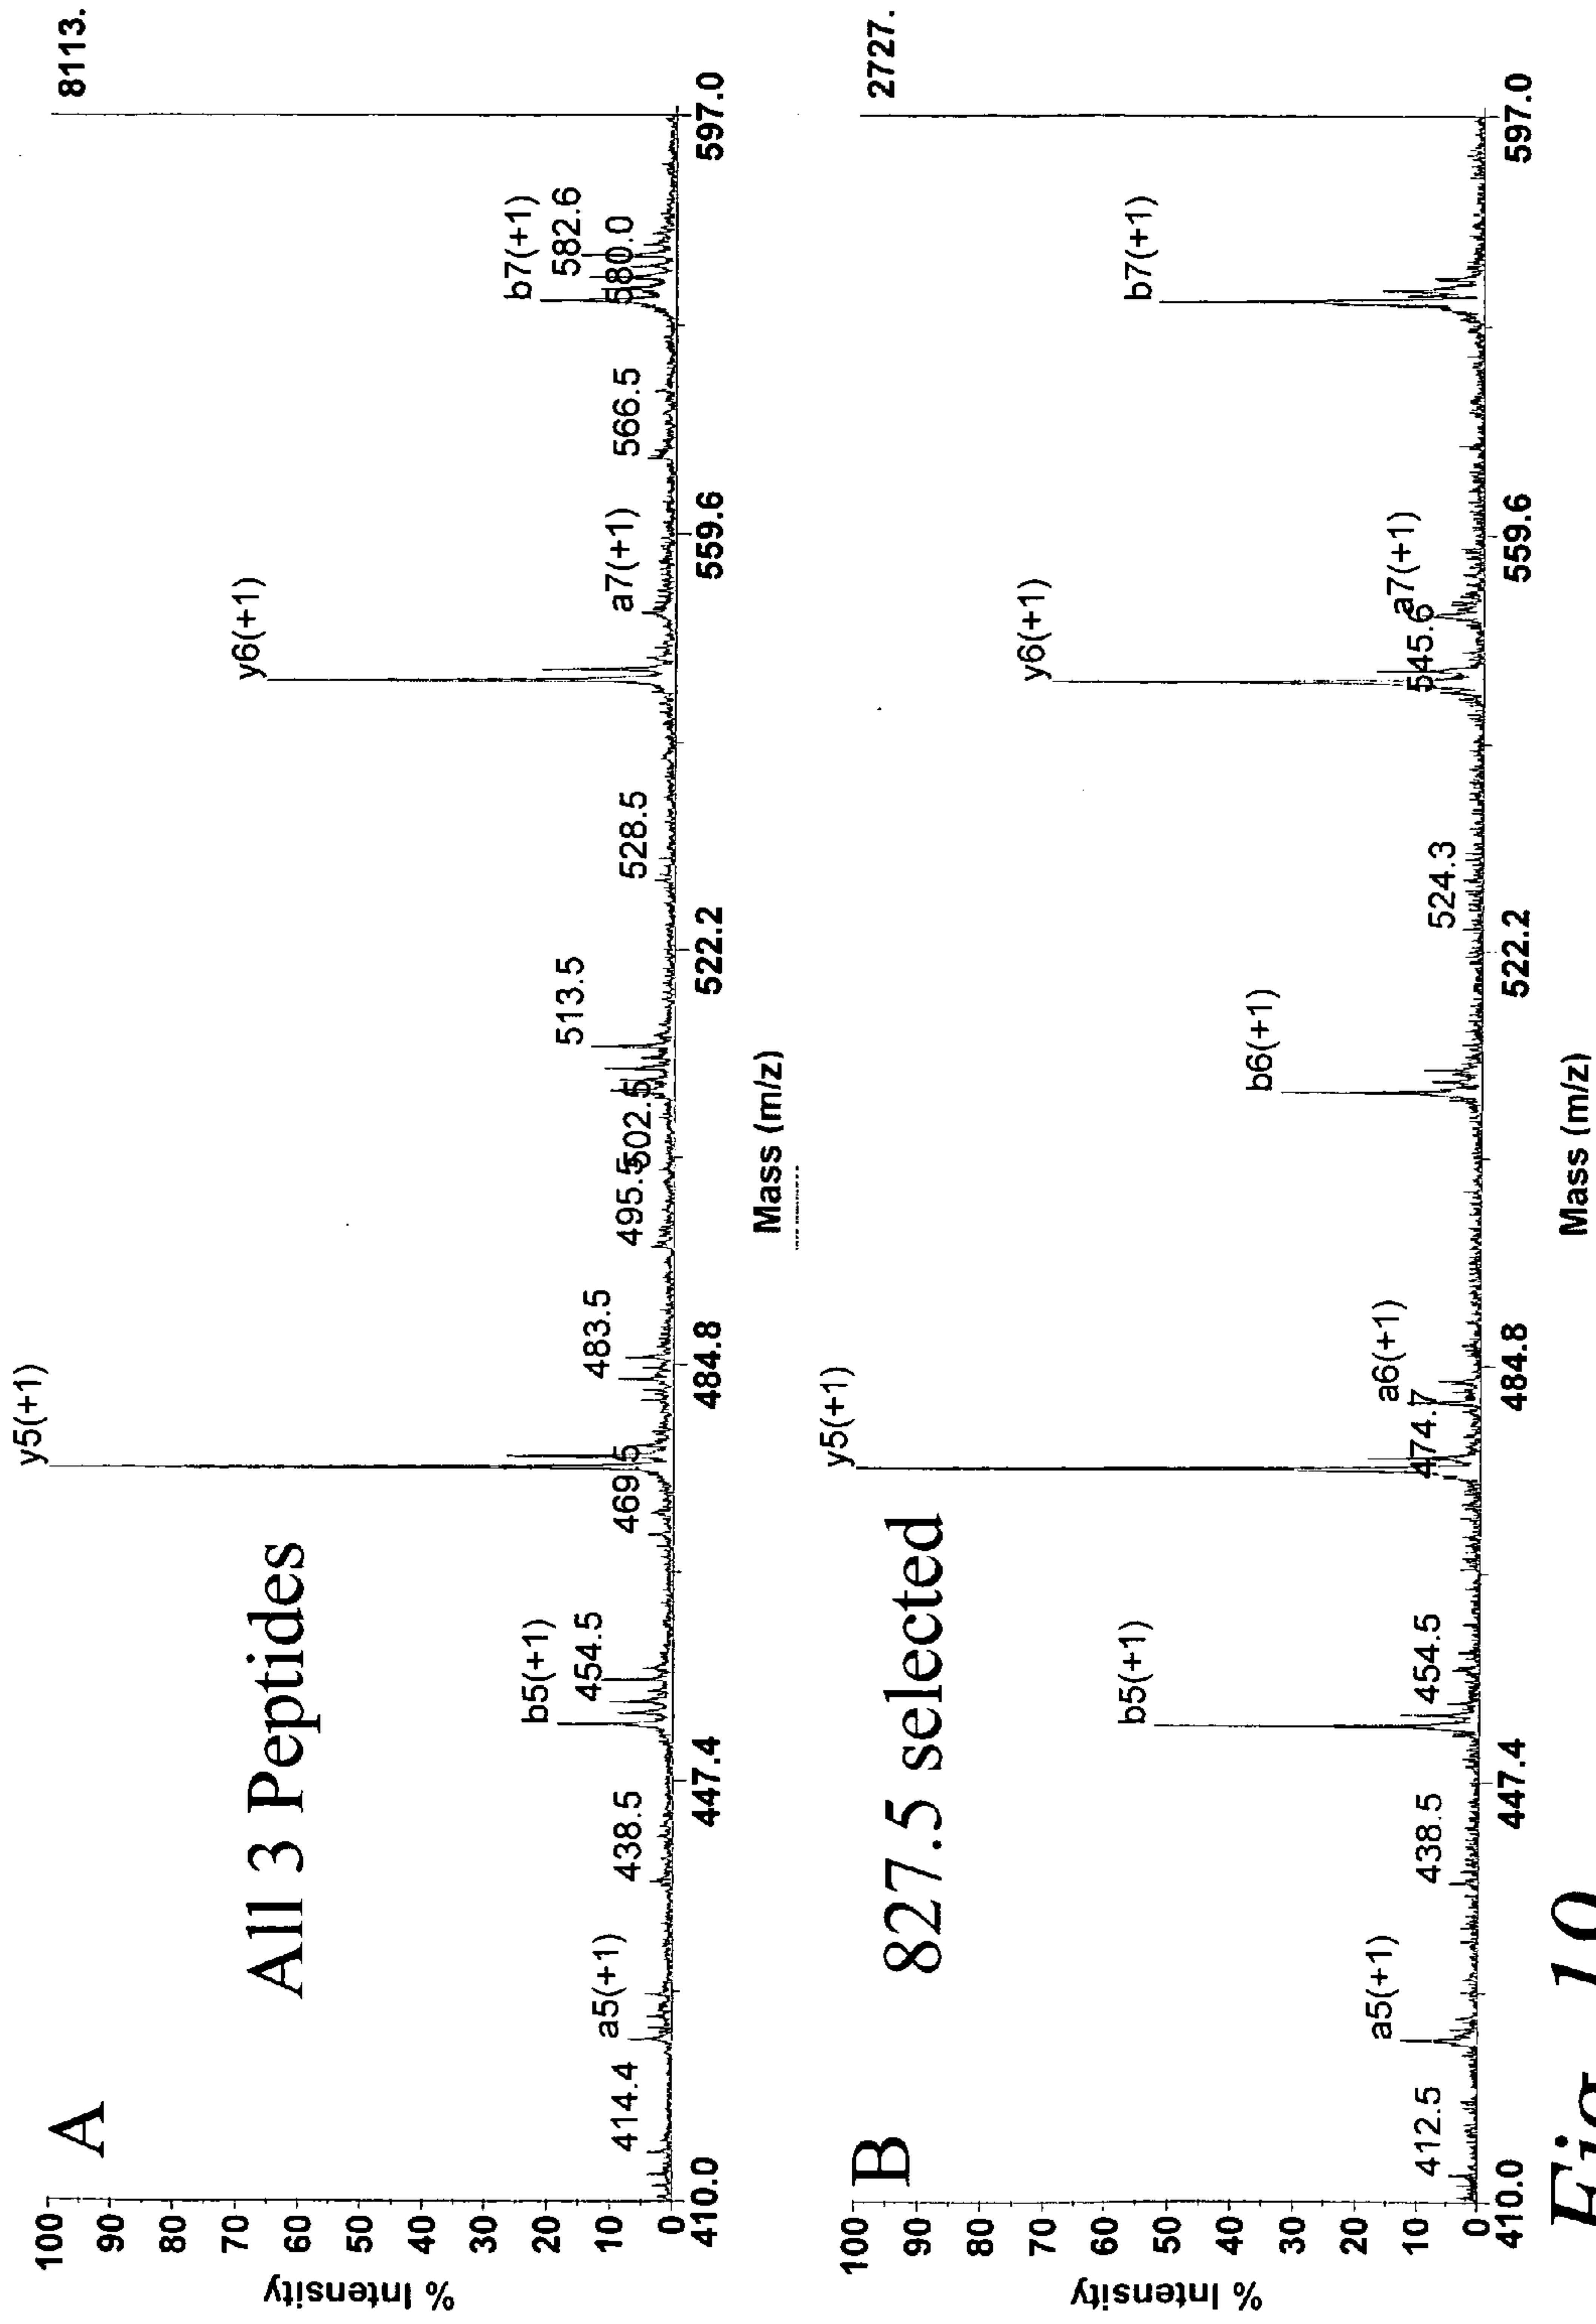 A
All 3 Peptides
8113.
% Intensity
100
90
80
70
60
50
40
30
20
10
0
414.4
a5(+1)
438.5
b5(+1)
454.5
469.5
y5(+1)
483.5
495.5
502.5
513.5
528.5
y6(+1)
a7(+1)
566.5
b7(+1)
580.0
582.6
410.0
447.4
484.8
522.2
559.6
597.0
Mass (m/z)
B
827.5 selected
2727.
% Intensity
100
90
80
70
60
50
40
30
20
10
0
412.5
a5(+1)
438.5
b5(+1)
454.5
y5(+1)
474.7
a6(+1)
b6(+1)
524.3
y6(+1)
545.6
a7(+1)
b7(+1)
410.0
447.4
484.8
522.2
559.6
597.0
Mass (m/z)
Fig. 10